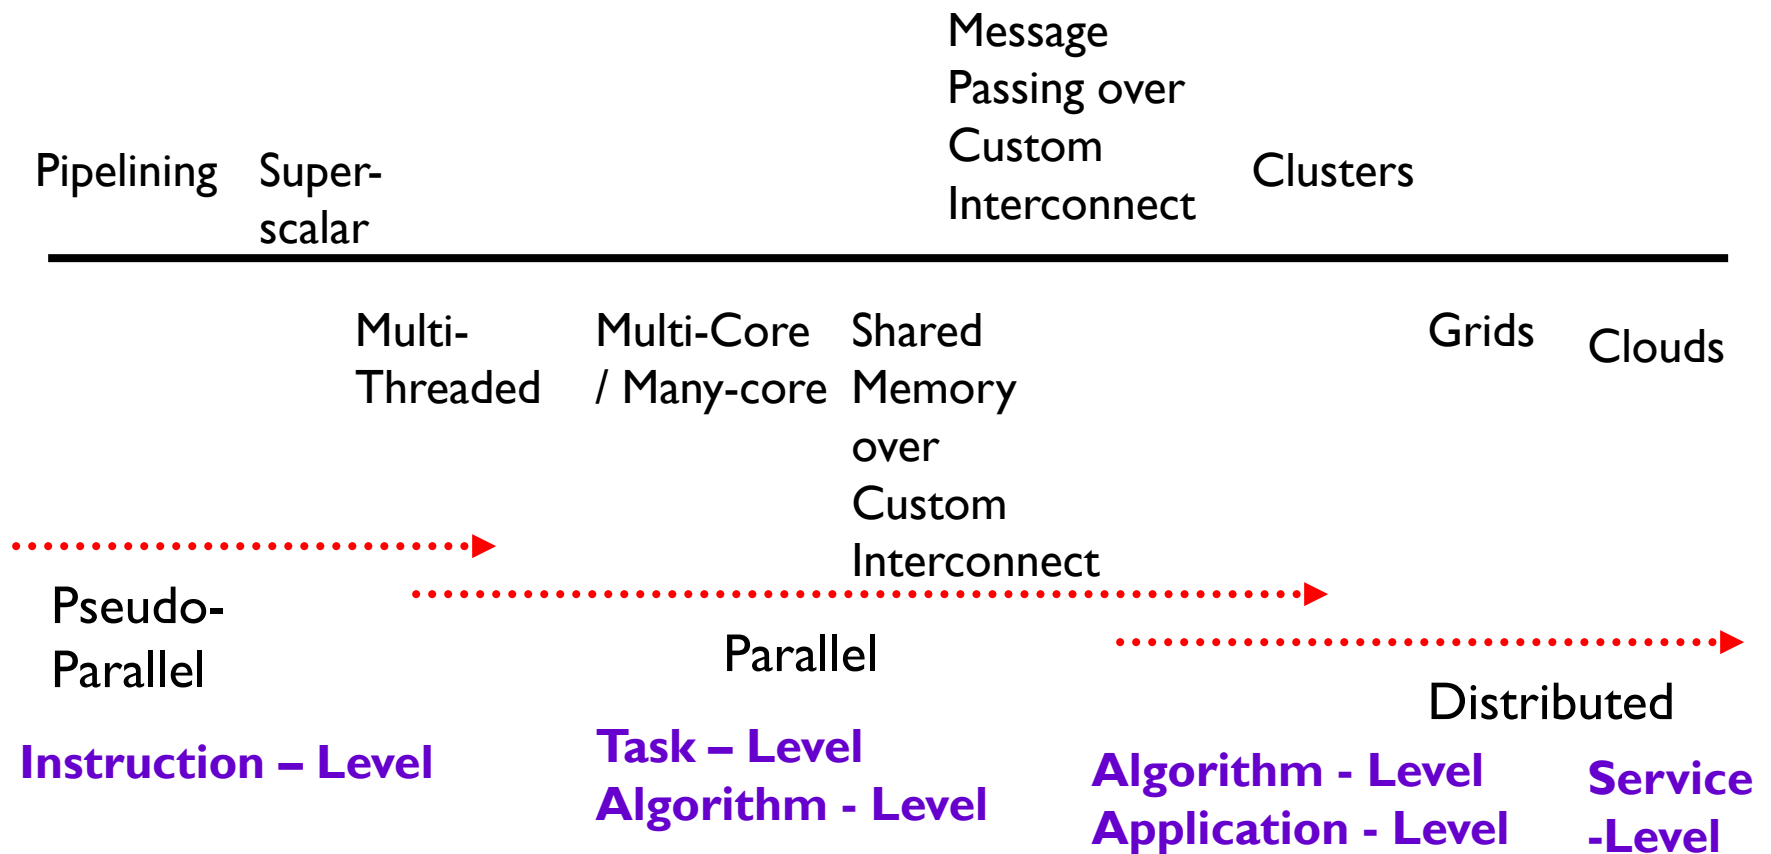 Message
Passing over
Custom
Interconnect
Pipelining
Super-
scalar
Clusters
Multi-
Threaded
Multi-Core
/ Many-core
Shared
Memory
over
Custom
Interconnect
Grids
Clouds
Pseudo-
Parallel
Parallel
Distributed
Instruction – Level
Task – Level
Algorithm - Level
Algorithm - Level
Application - Level
Service
-Level